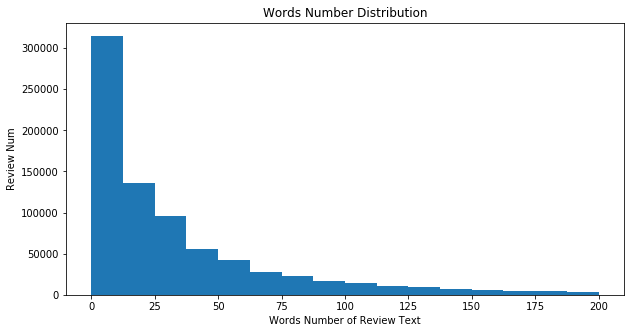 Words Number Distribution
300000
250000
200000
150000
100000
50000
0
Review Num
0 25 50 75 100 125 150 175 200
Words Number of Review Text